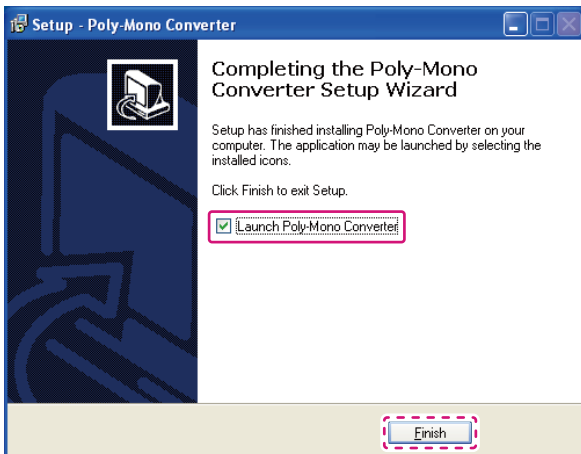 Setup - Poly-Mono Converter
Completing the Poly-Mono
Converter Setup Wizard
Setup has finished installing Poly-Mono Converter on your
computer. The application may be launched by selecting the
installed icons.
Click Finish to exit Setup.
Launch Poly-Mono Converter
Finish